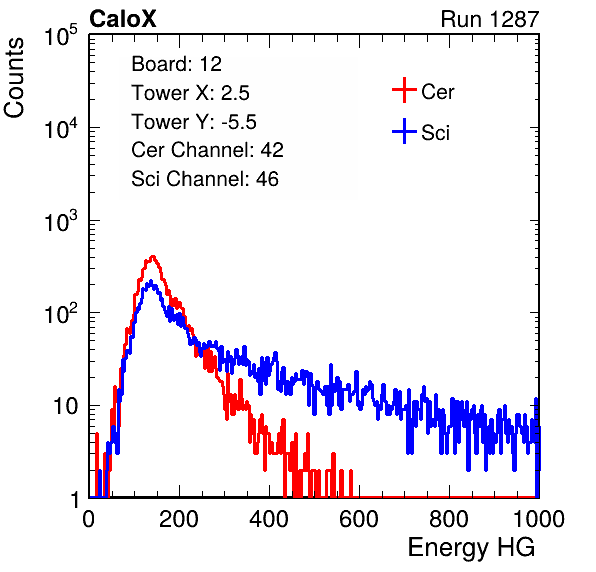 CaloX Run 1287
10^5
10^4
10^3
10^2
10
1
Counts
Board: 12
Tower X: 2.5
Tower Y: -5.5
Cer Channel: 42
Sci Channel: 46
Cer
Sci
0 200 400 600 800 1000
Energy HG